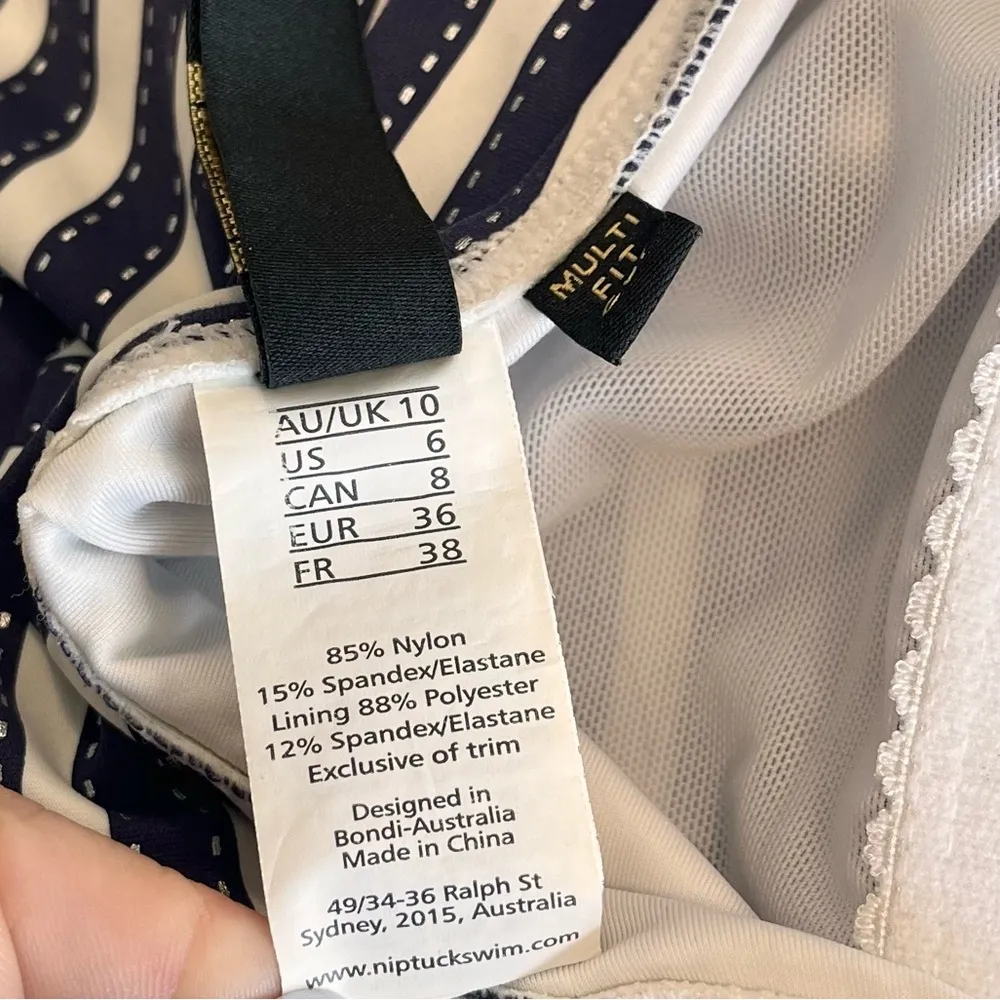 MULTI
FIT
AU/UK 10
US 6
CAN 8
EUR 36
FR 38
85% Nylon
15% Spandex/Elastane
Lining 88% Polyester
12% Spandex/Elastane
Exclusive of trim
Designed in
Bondi-Australia
Made in China
49/34-36 Ralph St
Sydney, 2015, Australia
www.niptuckswim.com